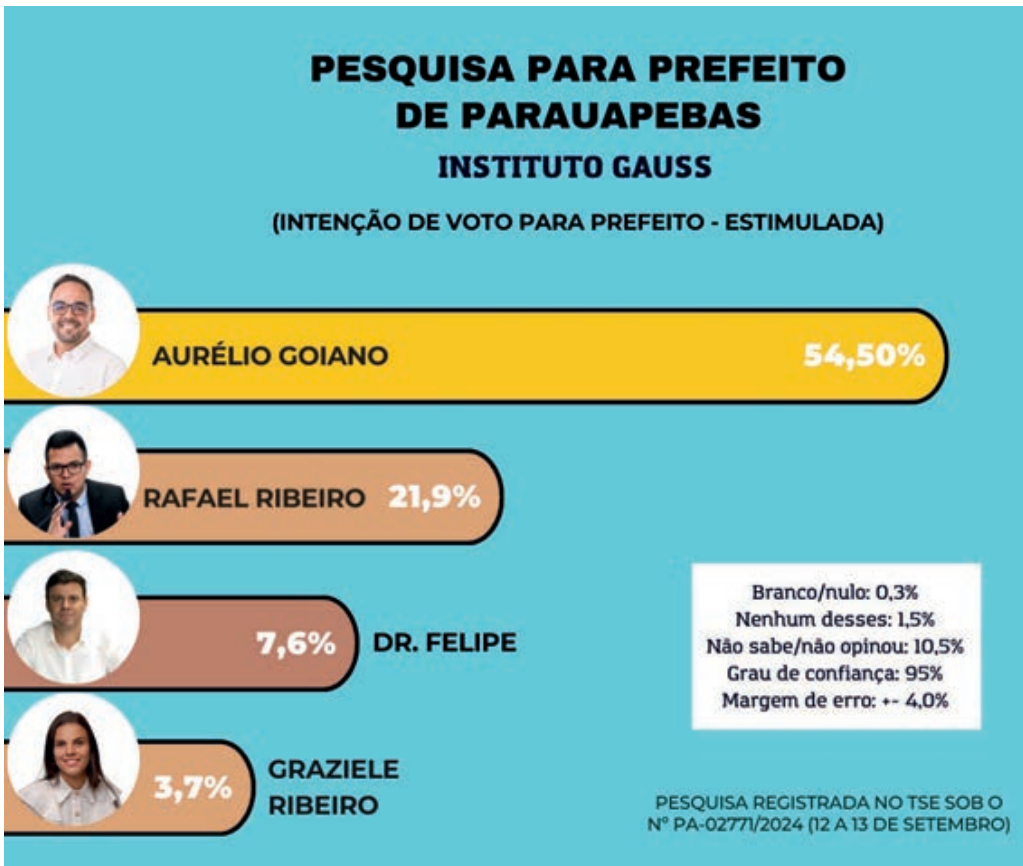 PESQUISA PARA PREFEITO
DE PARAUAPEBAS
INSTITUTO GAUSS
(INTENÇÃO DE VOTO PARA PREFEITO - ESTIMULADA)
AURÉLIO GOIANO 54,50%
RAFAEL RIBEIRO 21,9%
7,6% DR. FELIPE
3,7% GRAZIELE
RIBEIRO
Branco/nulo: 0,3%
Nenhum desses: 1,5%
Não sabe/não opinou: 10,5%
Grau de confiança: 95%
Margem de erro: +- 4,0%
PESQUISA REGISTRADA NO TSE SOB O
Nº PA-02771/2024 (12 A 13 DE SETEMBRO)